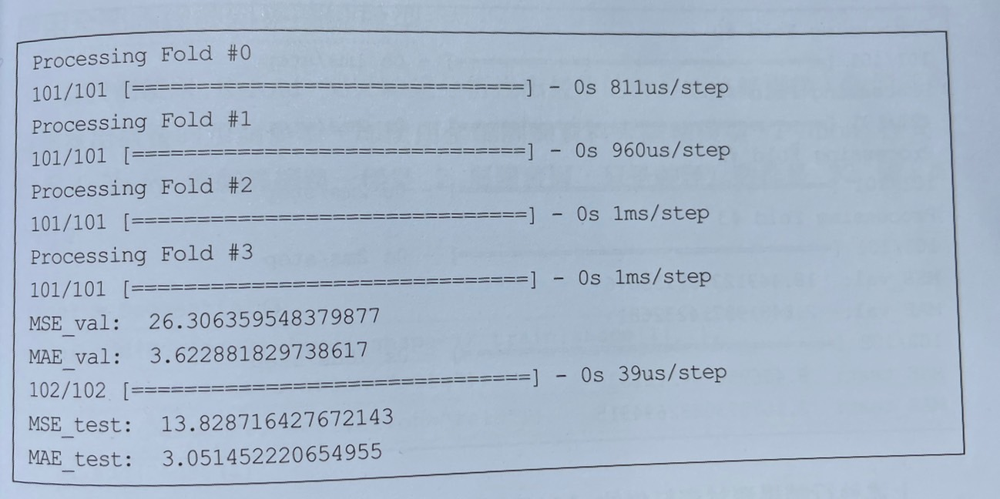 Processing Fold #0
101/101 [==============================] - 0s 811us/step
Processing Fold #1
101/101 [==============================] - 0s 960us/step
Processing Fold #2
101/101 [==============================] - 0s 1ms/step
Processing Fold #3
101/101 [==============================] - 0s 1ms/step
MSE_val:  26.306359548379877
MAE_val:  3.622881829738617
102/102 [==============================] - 0s 39us/step
MSE_test:  13.828716427672143
MAE_test:  3.051452220654955